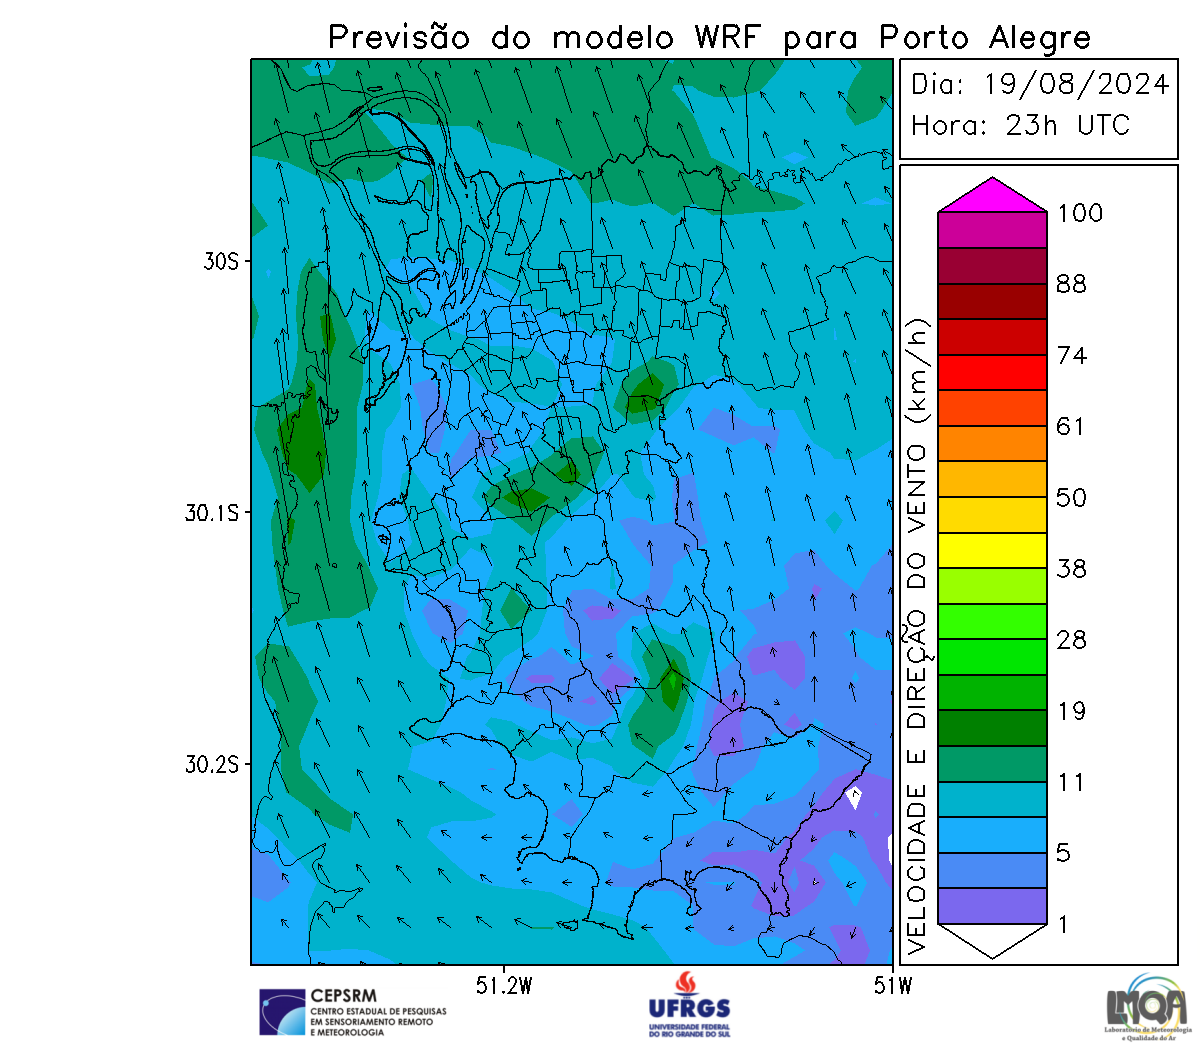 Previsão do modelo WRF para Porto Alegre
Dia: 19/08/2024
Hora: 23h UTC
30S
30.1S
30.2S
51.2W
51W
VELOCIDADE E DIREÇÃO DO VENTO (km/h)
100
88
74
61
50
38
28
19
11
5
1
CEPSRM
CENTRO ESTADUAL DE PESQUISAS
EM SENSORIAMENTO REMOTO
E METEOROLOGIA
UFRGS
UNIVERSIDADE FEDERAL
DO RIO GRANDE DO SUL
LMQA
Laboratório de Meteorologia
e Qualidade do Ar